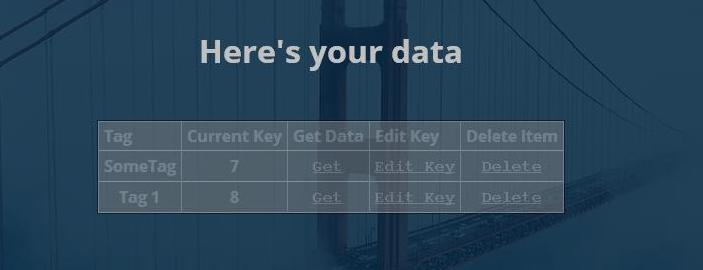 Here's your data
Tag Current Key Get Data Edit Key Delete Item
SomeTag 7 Get Edit Key Delete
Tag 1 8 Get Edit Key Delete